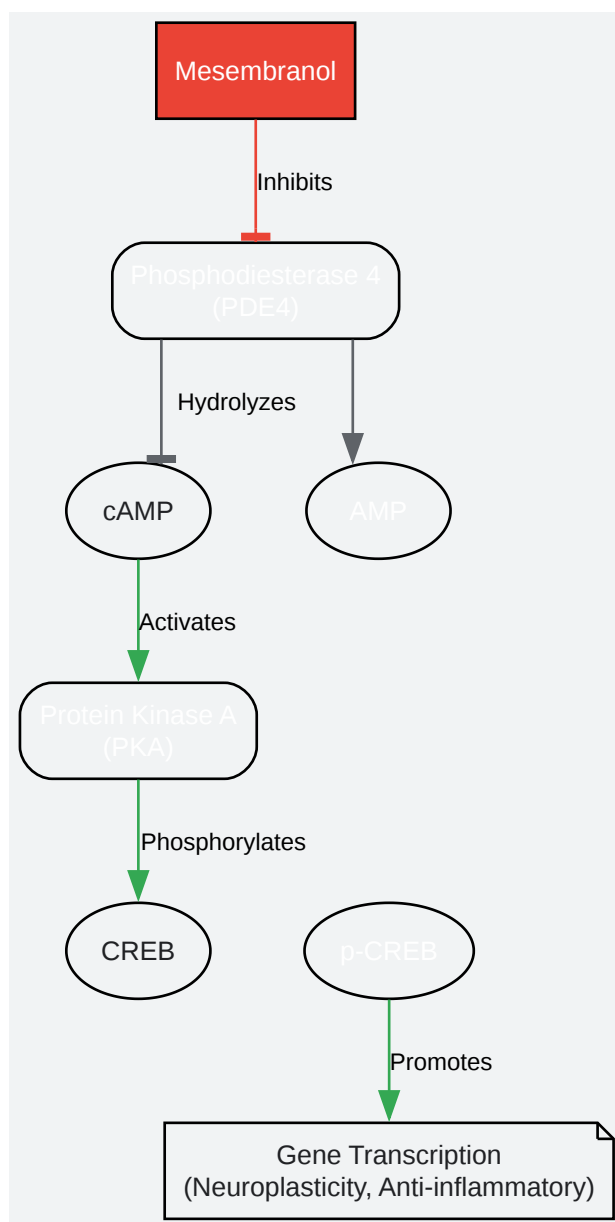 Mesembranol
Inhibits
Phosphodiesterase 4
(PDE4)
Hydrolyzes
cAMP
AMP
Activates
Protein Kinase A
(PKA)
Phosphorylates
CREB
p-CREB
Promotes
Gene Transcription
(Neuroplasticity, Anti-inflammatory)